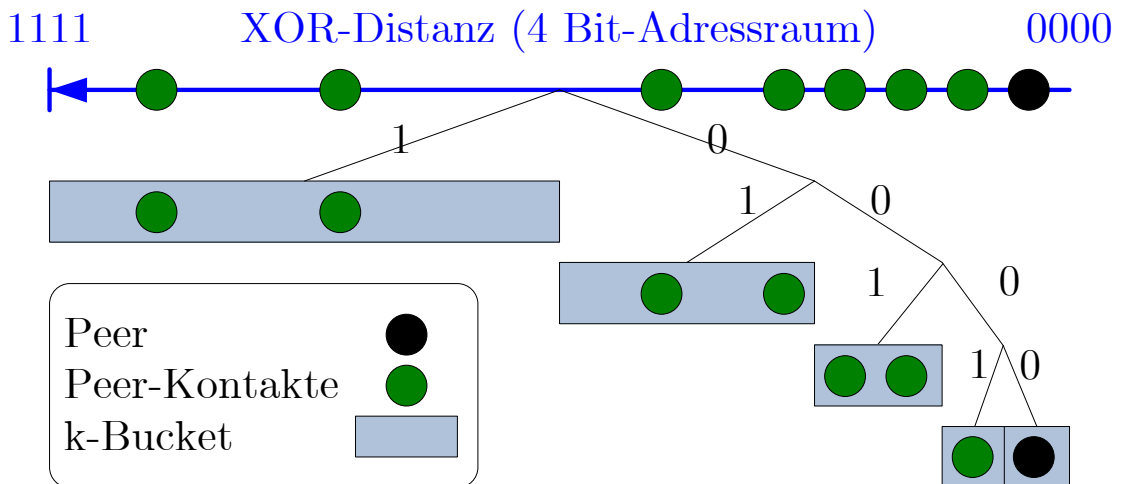 1111 XOR-Distanz (4 Bit-Adressraum) 0000
1 0
1 0
1 0
1 0
Peer
Peer-Kontakte
k-Bucket